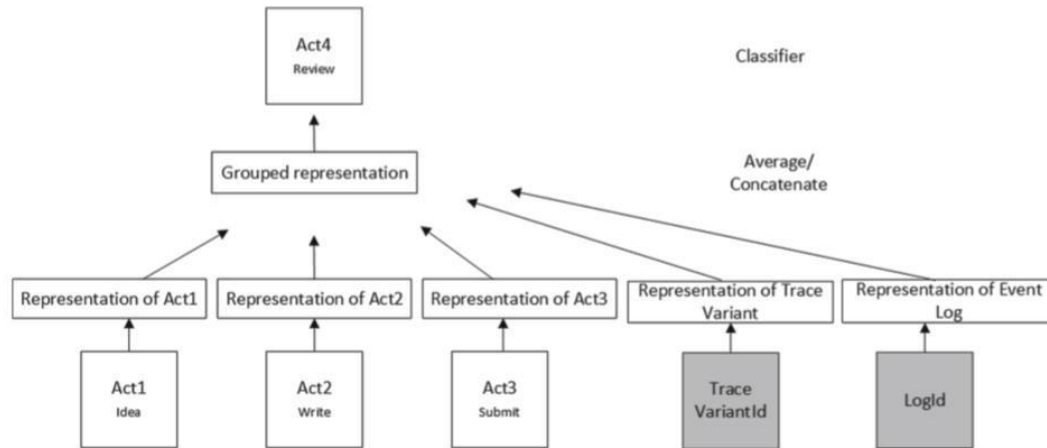 Act4
Review
Classifier
Grouped representation
Average/
Concatenate
Representation of Act1
Representation of Act2
Representation of Act3
Representation of Trace
Variant
Representation of Event
Log
Act1
Idea
Act2
Write
Act3
Submit
Trace
VariantId
LogId